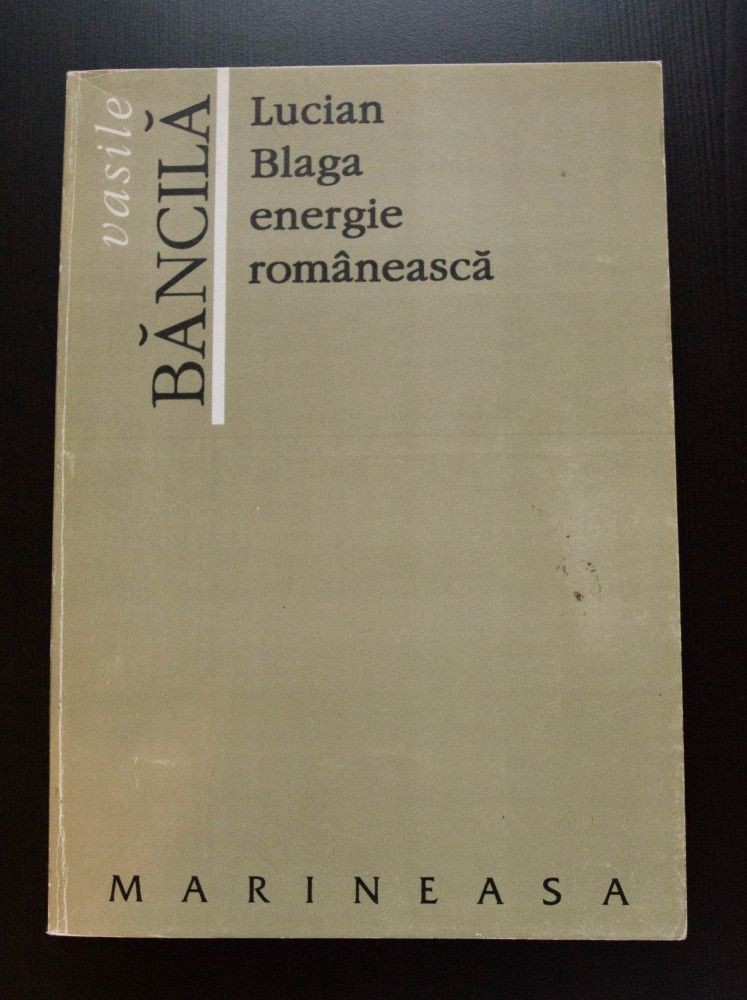 vasile
BĂNCILĂ
Lucian
Blaga
energie
românească
MARINEASA